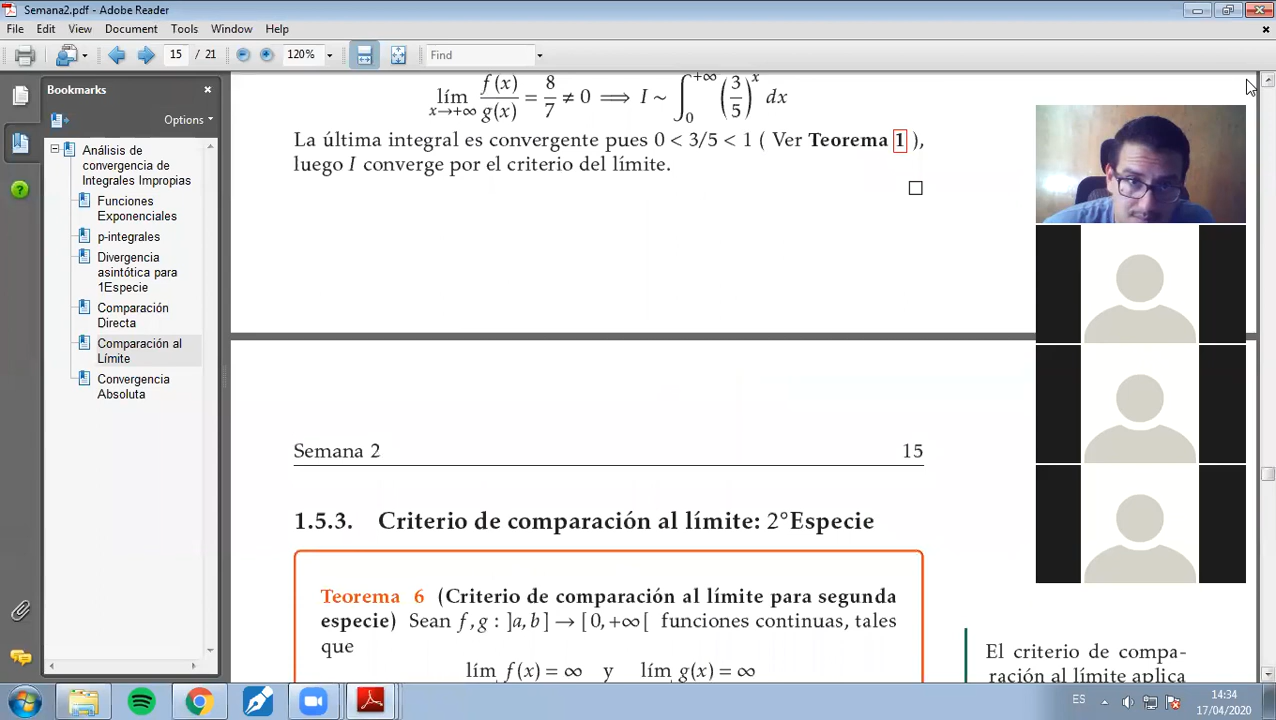 Semana2.pdf - Adobe Reader
File Edit View Document Tools Window Help
15 / 21 120% Find
Bookmarks
Options
Análisis de
convergencia de
Integrales Impropias
Funciones
Exponenciales
p-integrales
Divergencia
asintótica para
1Especie
Comparación
Directa
Comparación al
Límite
Convergencia
Absoluta
lím x→+∞ f(x)/g(x) = 8/7 ≠ 0 ⟹ I ~ ∫₀^{+∞} (3/5)^x dx
La última integral es convergente pues 0 < 3/5 < 1 ( Ver Teorema 1 ),
luego I converge por el criterio del límite.
□
Semana 2 15
1.5.3. Criterio de comparación al límite: 2°Especie
Teorema 6 (Criterio de comparación al límite para segunda
especie) Sean f, g : ]a, b] → [ 0, +∞ [ funciones continuas, tales
que
lím f(x) = ∞ y lím g(x) = ∞
El criterio de compa-
ración al límite aplica
ES 14:34
17/04/2020